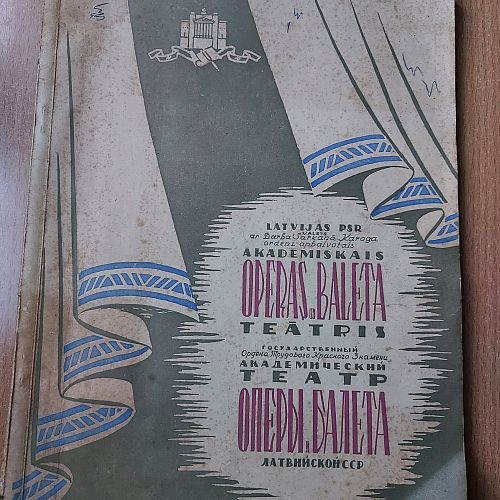 LATVIJAS PSR
VALSTS
ar Darba Sarkanā Karoga
ordeni apbalvotais
AKADEMISKAIS
OPERAS UN BALETA
TEĀTRIS
ГОСУДАРСТВЕННЫЙ
Ордена Трудового Красного Знамени
АКАДЕМИЧЕСКИЙ
ТЕАТР
ОПЕРЫ И БАЛЕТА
ЛАТВИЙСКОЙ ССР